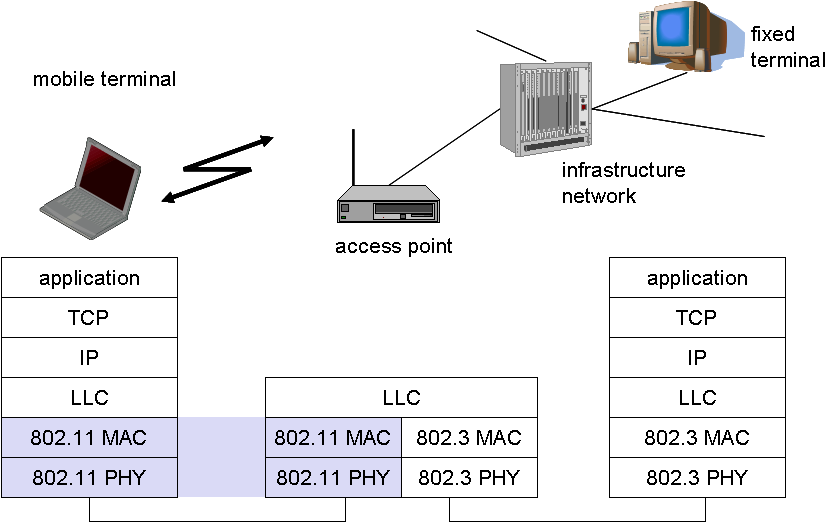 fixed
terminal
mobile terminal
infrastructure
network
access point
application
TCP
IP
LLC
802.11 MAC
802.11 PHY
LLC
802.11 MAC
802.3 MAC
802.11 PHY
802.3 PHY
application
TCP
IP
LLC
802.3 MAC
802.3 PHY